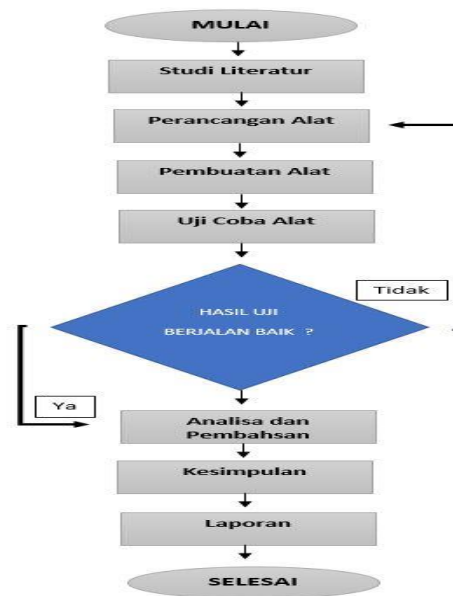 MULAI
Studi Literatur
Perancangan Alat
Pembuatan Alat
Uji Coba Alat
Tidak
HASIL UJI
BERJALAN BAIK ?
Ya
Analisa dan
Pembahsan
Kesimpulan
Laporan
SELESAI